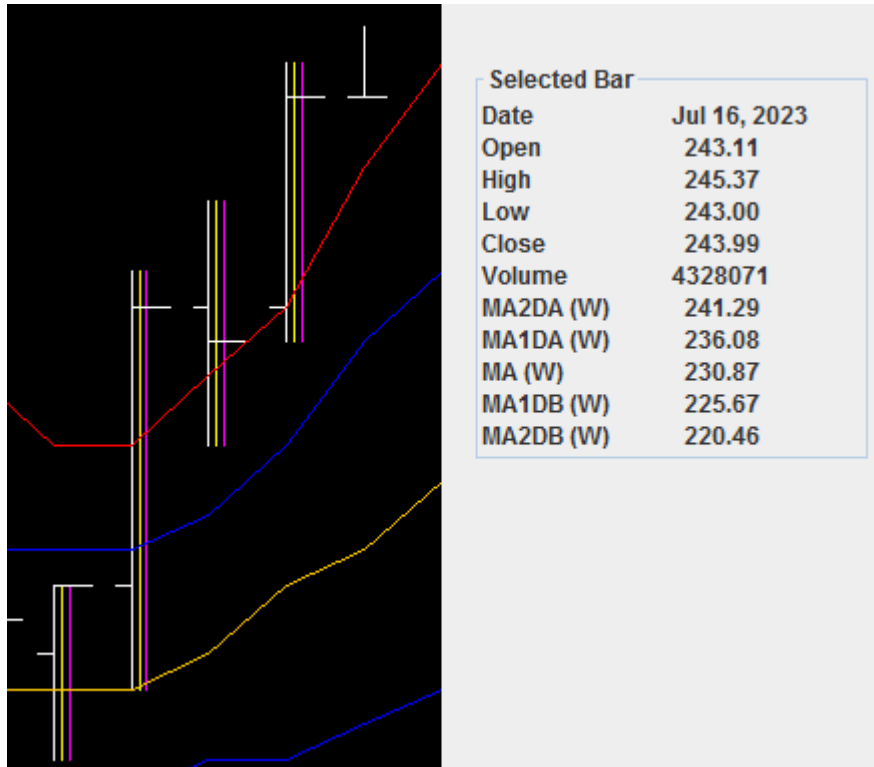 Selected Bar
Date Jul 16, 2023
Open 243.11
High 245.37
Low 243.00
Close 243.99
Volume 4328071
MA2DA (W) 241.29
MA1DA (W) 236.08
MA (W) 230.87
MA1DB (W) 225.67
MA2DB (W) 220.46